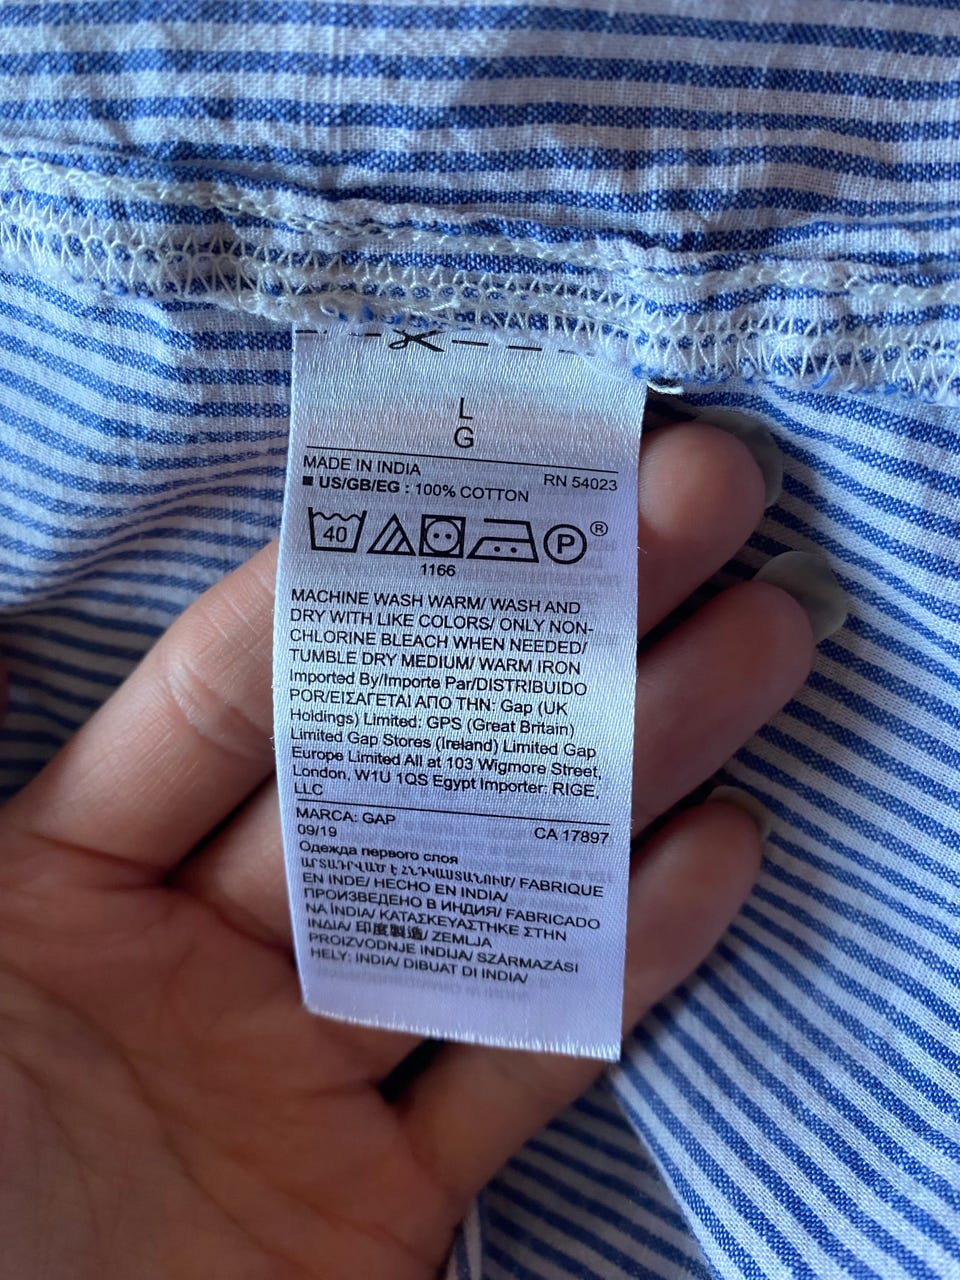 L
G
MADE IN INDIA
RN 54023
US/GB/EG : 100% COTTON
40
P ®
1166
MACHINE WASH WARM/ WASH AND
DRY WITH LIKE COLORS/ ONLY NON-
CHLORINE BLEACH WHEN NEEDED/
TUMBLE DRY MEDIUM/ WARM IRON
Imported By/Importe Par/DISTRIBUIDO
POR/ΕΙΣΑΓΕΤΑΙ ΑΠΟ ΤΗΝ: Gap (UK
Holdings) Limited: GPS (Great Britain)
Limited Gap Stores (Ireland) Limited Gap
Europe Limited All at 103 Wigmore Street,
London, W1U 1QS Egypt Importer: RIGE,
LLC
MARCA: GAP
CA 17897
09/19
Одежда первого слоя
ԱՐՏԱԴՐՎԱԾ Է ՀՆԴԿԱՍՏԱՆՈՒՄ/ FABRIQUE
EN INDE/ HECHO EN INDIA/
ПРОИЗВЕДЕНО В ИНДИЯ/ FABRICADO
NA ÍNDIA/ ΚΑΤΑΣΚΕΥΑΣΤΗΚΕ ΣΤΗΝ
ΙΝΔΙΑ/ 印度製造/ ZEMLJA
PROIZVODNJE INDIJA/ SZÁRMAZÁSI
HELY: INDIA/ DIBUAT DI INDIA/